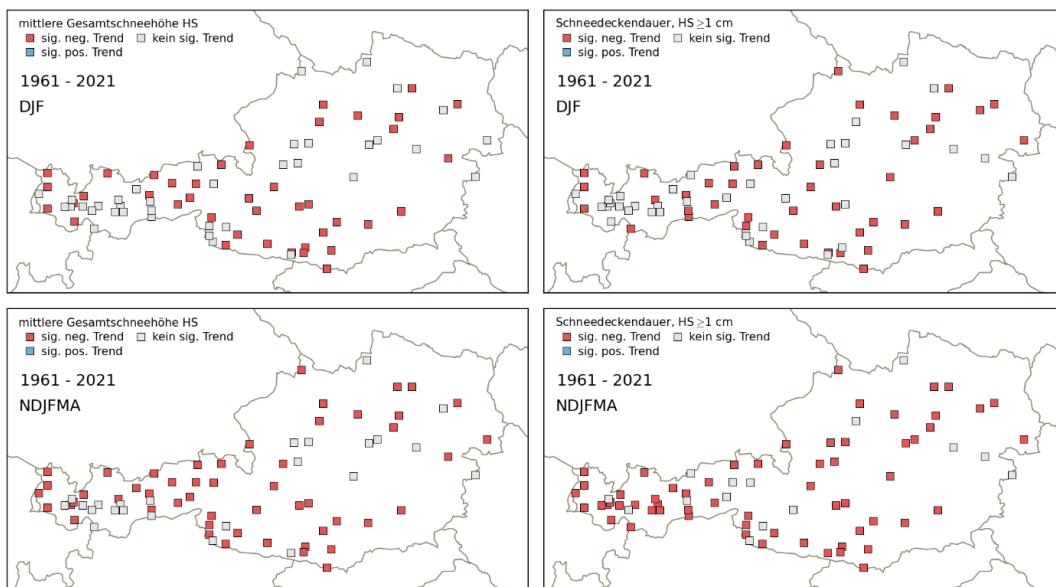 mittlere Gesamtschneehöhe HS
sig. neg. Trend kein sig. Trend
sig. pos. Trend
1961 - 2021
DJF
Schneedeckendauer, HS ≥1 cm
sig. neg. Trend kein sig. Trend
sig. pos. Trend
1961 - 2021
DJF
mittlere Gesamtschneehöhe HS
sig. neg. Trend kein sig. Trend
sig. pos. Trend
1961 - 2021
NDJFMA
Schneedeckendauer, HS ≥1 cm
sig. neg. Trend kein sig. Trend
sig. pos. Trend
1961 - 2021
NDJFMA